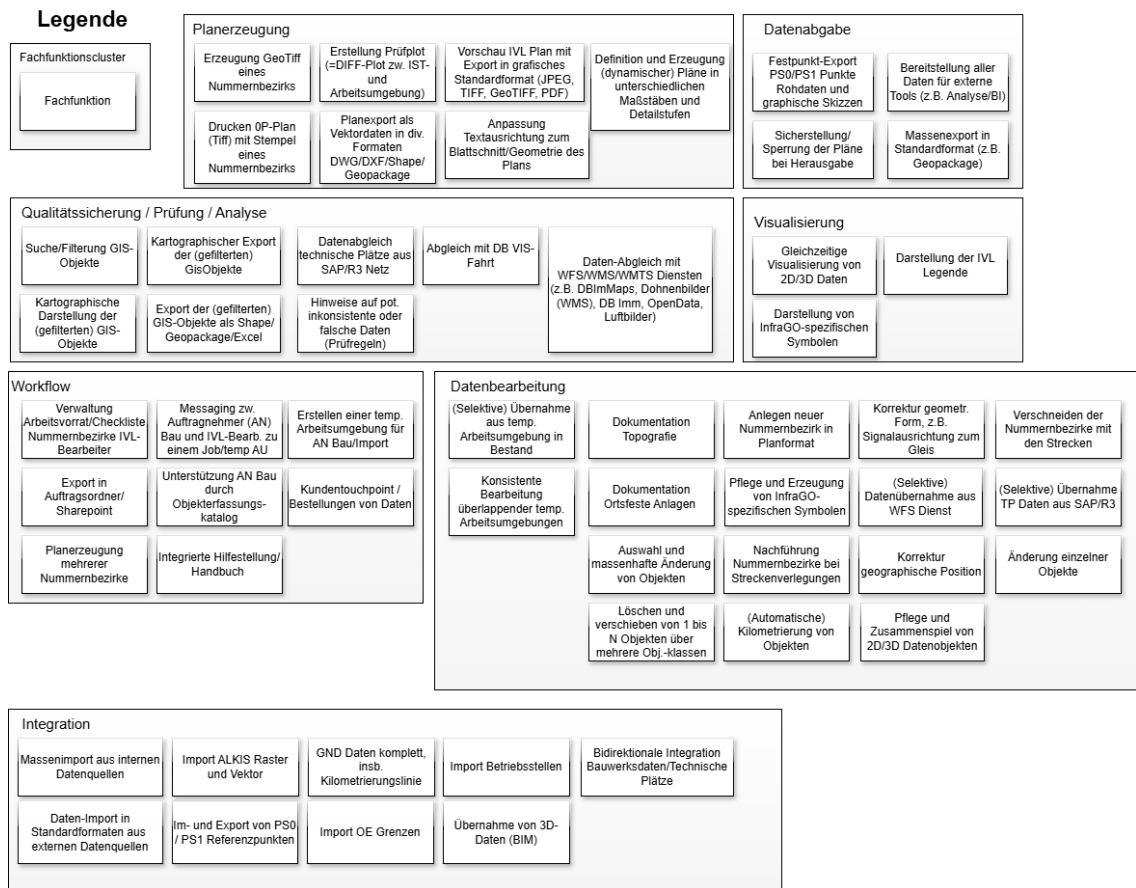 Legende
Fachfunktionscluster
Fachfunktion
Planerzeugung
Erzeugung GeoTiff
eines
Nummernbezirks
Erstellung Prüfplot
(=DIFF-Plot zw. IST-
und
Arbeitsumgebung)
Vorschau IVL Plan mit
Export in grafisches
Standardformat (JPEG,
TIFF, GeoTIFF, PDF)
Definition und Erzeugung
(dynamischer) Pläne in
unterschiedlichen
Maßstäben und
Detailstufen
Drucken 0P-Plan
(Tiff) mit Stempel
eines
Nummernbezirks
Planexport als
Vektordaten in div.
Formaten
DWG/DXF/Shape/
Geopackage
Anpassung
Textausrichtung zum
Blattschnitt/Geometrie des
Plans
Datenabgabe
Festpunkt-Export
PS0/PS1 Punkte
Rohdaten und
graphische Skizzen
Bereitstellung aller
Daten für externe
Tools (z.B. Analyse/BI)
Sicherstellung/
Sperrung der Pläne
bei Herausgabe
Massenexport in
Standardformat (z.B.
Geopackage)
Qualitätssicherung / Prüfung / Analyse
Suche/Filterung GIS-
Objekte
Kartographischer Export
der (gefilterten)
GisObjekte
Datenabgleich
technische Plätze aus
SAP/R3 Netz
Abgleich mit DB VIS-
Fahrt
Daten-Abgleich mit
WFS/WMS/WMTS Diensten
(z.B. DBImMaps, Dohnenbilder
(WMS), DB Imm, OpenData,
Luftbilder)
Kartographische
Darstellung der
(gefilterten) GIS-
Objekte
Export der (gefilterten)
GIS-Objekte als Shape/
Geopackage/Excel
Hinweise auf pot.
inkonsistente oder
falsche Daten
(Prüfregeln)
Visualisierung
Gleichzeitige
Visualisierung von
2D/3D Daten
Darstellung der IVL
Legende
Darstellung von
InfraGO-spezifischen
Symbolen
Workflow
Verwaltung
Arbeitsvorrat/Checkliste
Nummernbezirke IVL-
Bearbeiter
Messaging zw.
Auftragnehmer (AN)
Bau und IVL-Bearb. zu
einem Job/temp AU
Erstellen einer temp.
Arbeitsumgebung für
AN Bau/Import
Export in
Auftragsordner/
Sharepoint
Unterstützung AN Bau
durch
Objekterfassungs-
katalog
Kundentouchpoint /
Bestellungen von Daten
Planerzeugung
mehrerer
Nummernbezirke
Integrierte Hilfestellung/
Handbuch
Datenbearbeitung
(Selektive) Übernahme
aus temp.
Arbeitsumgebung in
Bestand
Dokumentation
Topografie
Anlegen neuer
Nummernbezirk in
Planformat
Korrektur geometr.
Form, z.B.
Signalausrichtung zum
Gleis
Verschneiden der
Nummernbezirke mit
den Strecken
Konsistente
Bearbeitung
überlappender temp.
Arbeitsumgebungen
Dokumentation
Ortsfeste Anlagen
Pflege und Erzeugung
von InfraGO-
spezifischen Symbolen
(Selektive)
Datenübernahme aus
WFS Dienst
(Selektive) Übernahme
TP Daten aus SAP/R3
Auswahl und
massenhafte Änderung
von Objekten
Nachführung
Nummernbezirke bei
Streckenverlegungen
Korrektur
geographische Position
Änderung einzelner
Objekte
Löschen und
verschieben von 1 bis
N Objekten über
mehrere Obj.-klassen
(Automatische)
Kilometrierung von
Objekten
Pflege und
Zusammenspiel von
2D/3D Datenobjekten
Integration
Massenimport aus internen
Datenquellen
Import ALKIS Raster
und Vektor
GND Daten komplett,
insb.
Kilometrierungslinie
Import Betriebsstellen
Bidirektionale Integration
Bauwerksdaten/Technische
Plätze
Daten-Import in
Standardformaten aus
externen Datenquellen
Im- und Export von PS0
/ PS1 Referenzpunkten
Import OE Grenzen
Übernahme von 3D-
Daten (BIM)